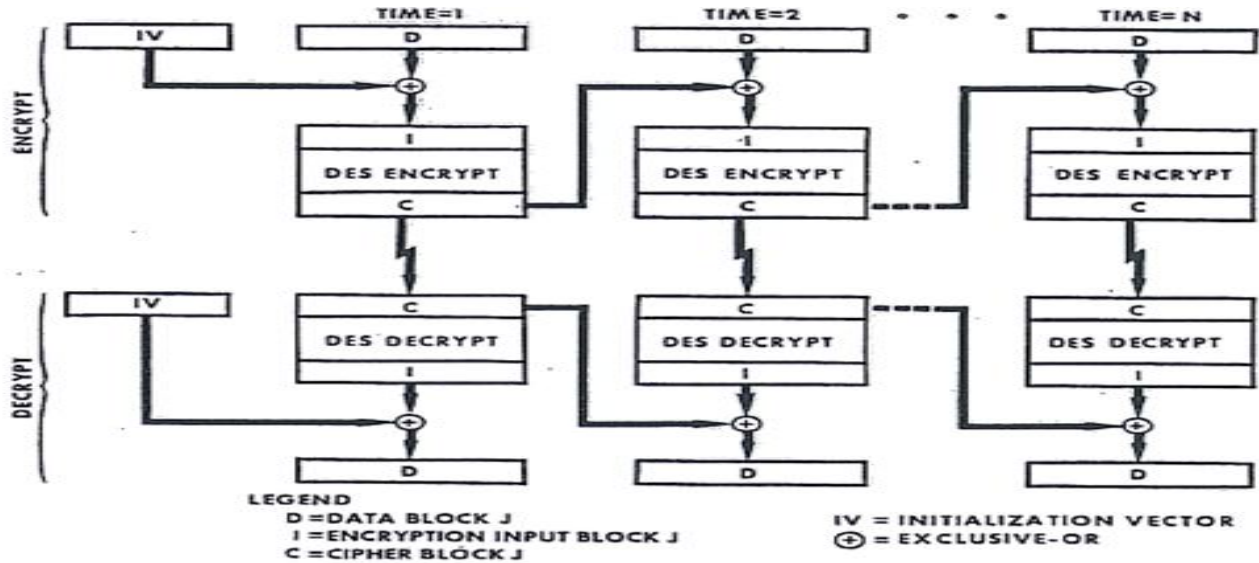 TIME=1 TIME=2 • • • TIME= N
IV D D D
+ + +
ENCRYPT
I I I
DES ENCRYPT DES ENCRYPT DES ENCRYPT
C C C
IV C C C
DES DECRYPT DES DECRYPT DES DECRYPT
I I I
DECRYPT
+ + +
D D D
LEGEND
D =DATA BLOCK J
I =ENCRYPTION INPUT BLOCK J
C =CIPHER BLOCK J
IV = INITIALIZATION VECTOR
+ = EXCLUSIVE-OR